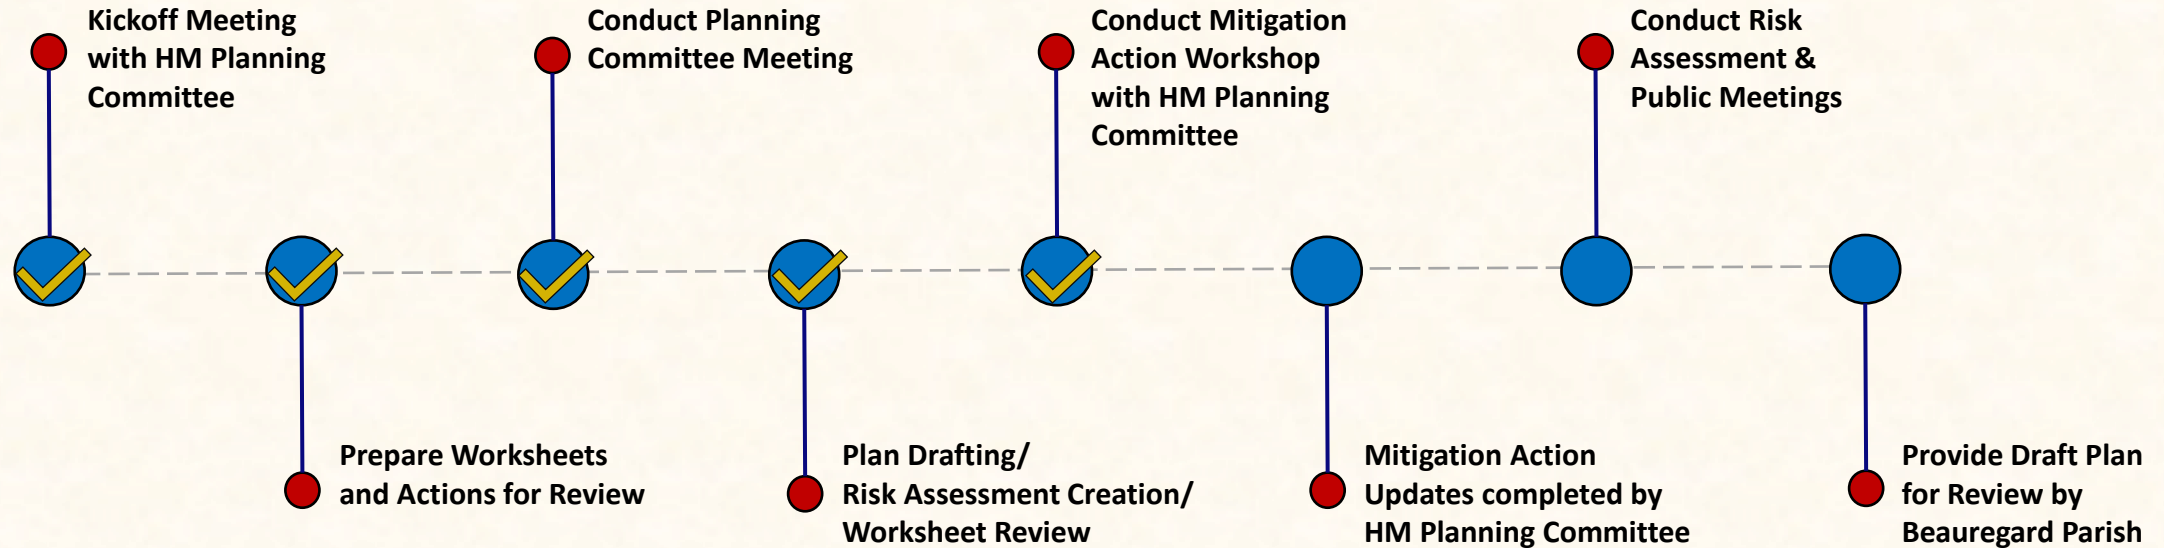 Kickoff Meeting
with HM Planning
Committee
Conduct Planning
Committee Meeting
Conduct Mitigation
Action Workshop
with HM Planning
Committee
Conduct Risk
Assessment &
Public Meetings
Prepare Worksheets
and Actions for Review
Plan Drafting/
Risk Assessment Creation/
Worksheet Review
Mitigation Action
Updates completed by
HM Planning Committee
Provide Draft Plan
for Review by
Beauregard Parish